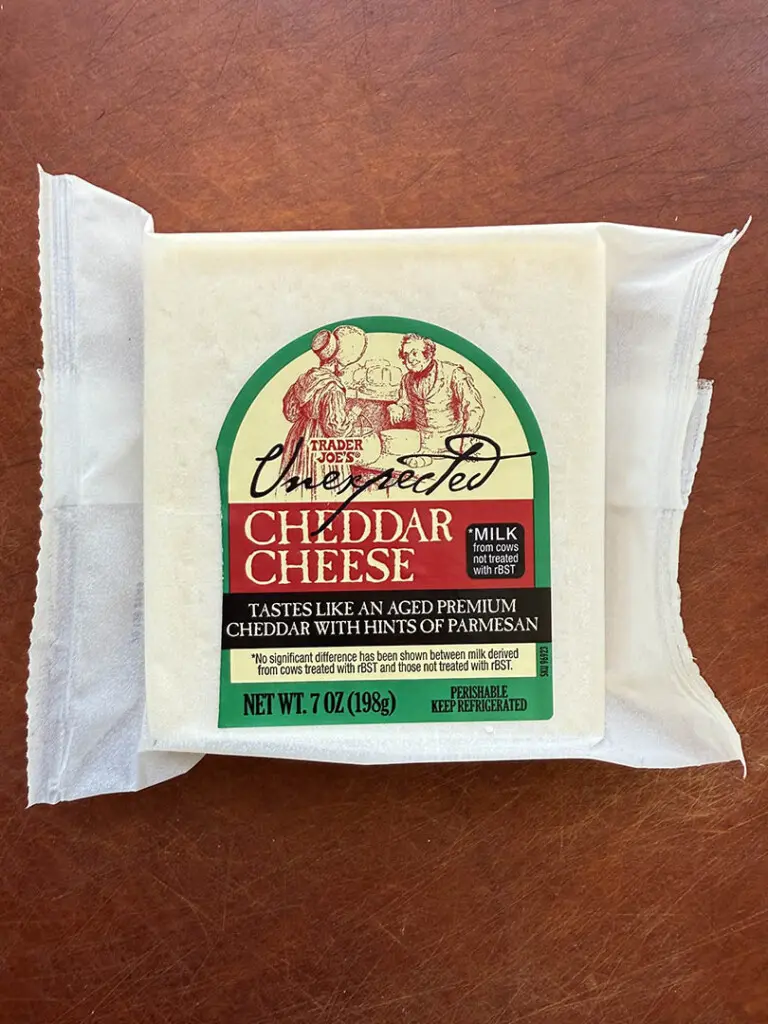 TRADER
JOE'S®
Unexpected
CHEDDAR
CHEESE
*MILK
from cows
not treated
with rBST
TASTES LIKE AN AGED PREMIUM
CHEDDAR WITH HINTS OF PARMESAN
*No significant difference has been shown between milk derived
from cows treated with rBST and those not treated with rBST.
SKU 96923
NET WT. 7 OZ (198g)
PERISHABLE
KEEP REFRIGERATED